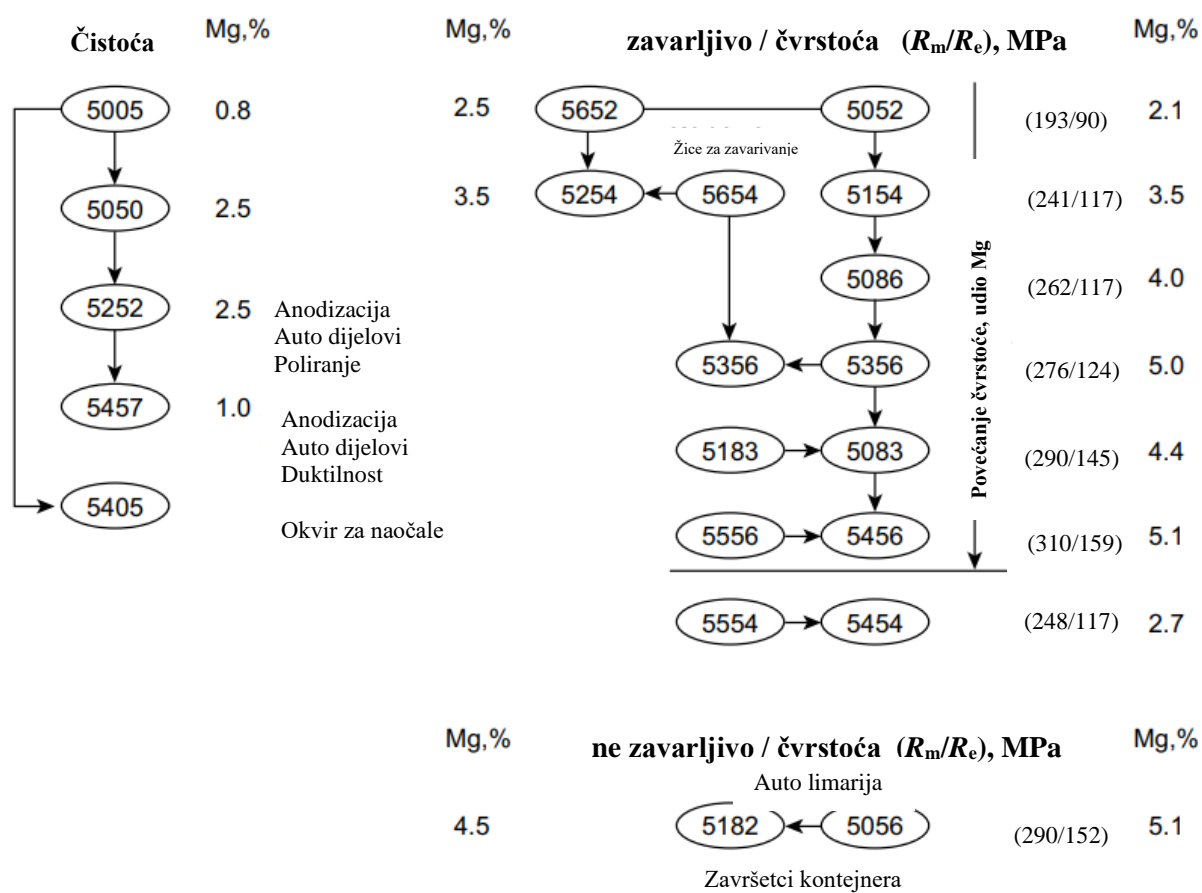 Čistoća Mg,% Mg,% zavarljivo / čvrstoća (Rm/Re), MPa Mg,%
5005 0.8 2.5 5652 5052 (193/90) 2.1
Žice za zavarivanje
5050 2.5 3.5 5254 5654 5154 (241/117) 3.5
5086 (262/117) 4.0
5252 2.5 Anodizacija
Auto dijelovi
Poliranje
5356 5356 (276/124) 5.0
5457 1.0 Anodizacija
Auto dijelovi
Duktilnost
5183 5083 (290/145) 4.4
5405 Okvir za naočale
5556 5456 (310/159) 5.1
Povećanje čvrstoće, udio Mg
5554 5454 (248/117) 2.7
Mg,% ne zavarljivo / čvrstoća (Rm/Re), MPa Mg,%
Auto limarija
4.5 5182 5056 (290/152) 5.1
Završetci kontejnera